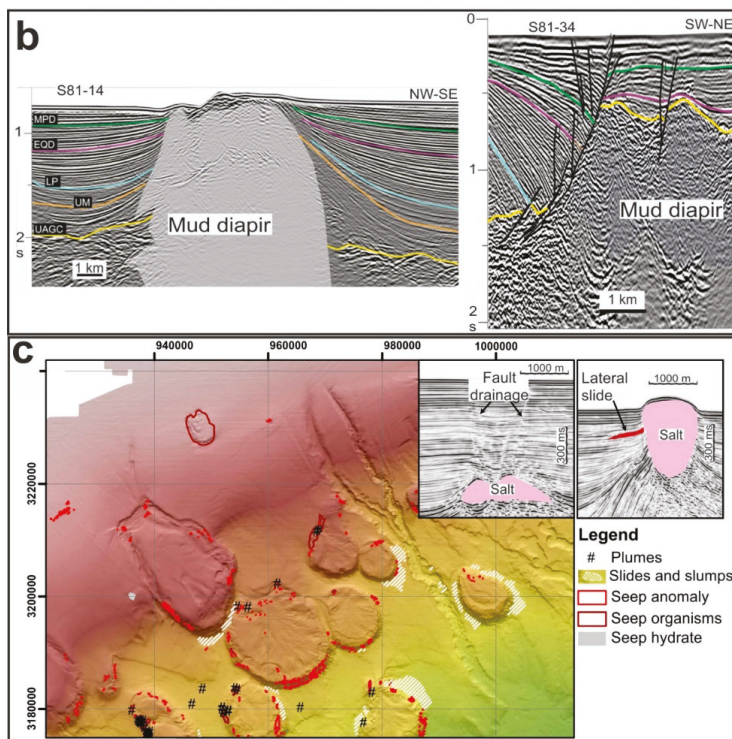 b
S81-14
NW-SE
MPD
EQD
LP
UM
UAGC
1
2
s
Mud diapir
1 km
S81-34
SW-NE
0
1
2
s
Mud diapir
1 km
c
940000
960000
980000
1000000
3220000
3200000
3180000
1000 m
Fault
drainage
300 ms
Salt
1000 m
Lateral
slide
Salt
300 ms
Legend
# Plumes
Slides and slumps
Seep anomaly
Seep organisms
Seep hydrate